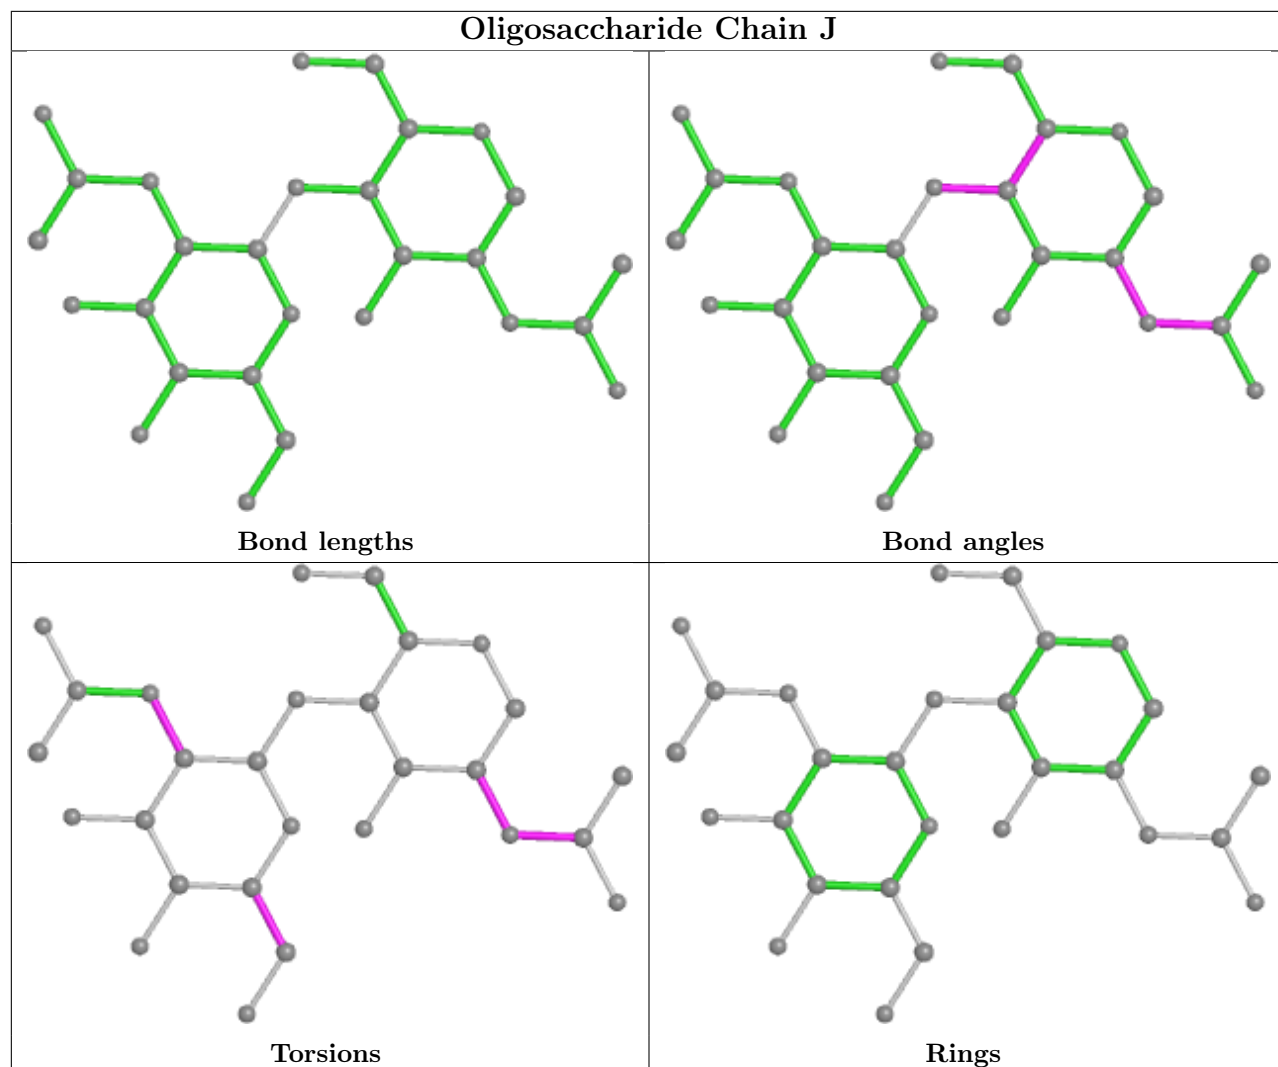 Oligosaccharide Chain J
Bond lengths
Bond angles
Torsions
Rings